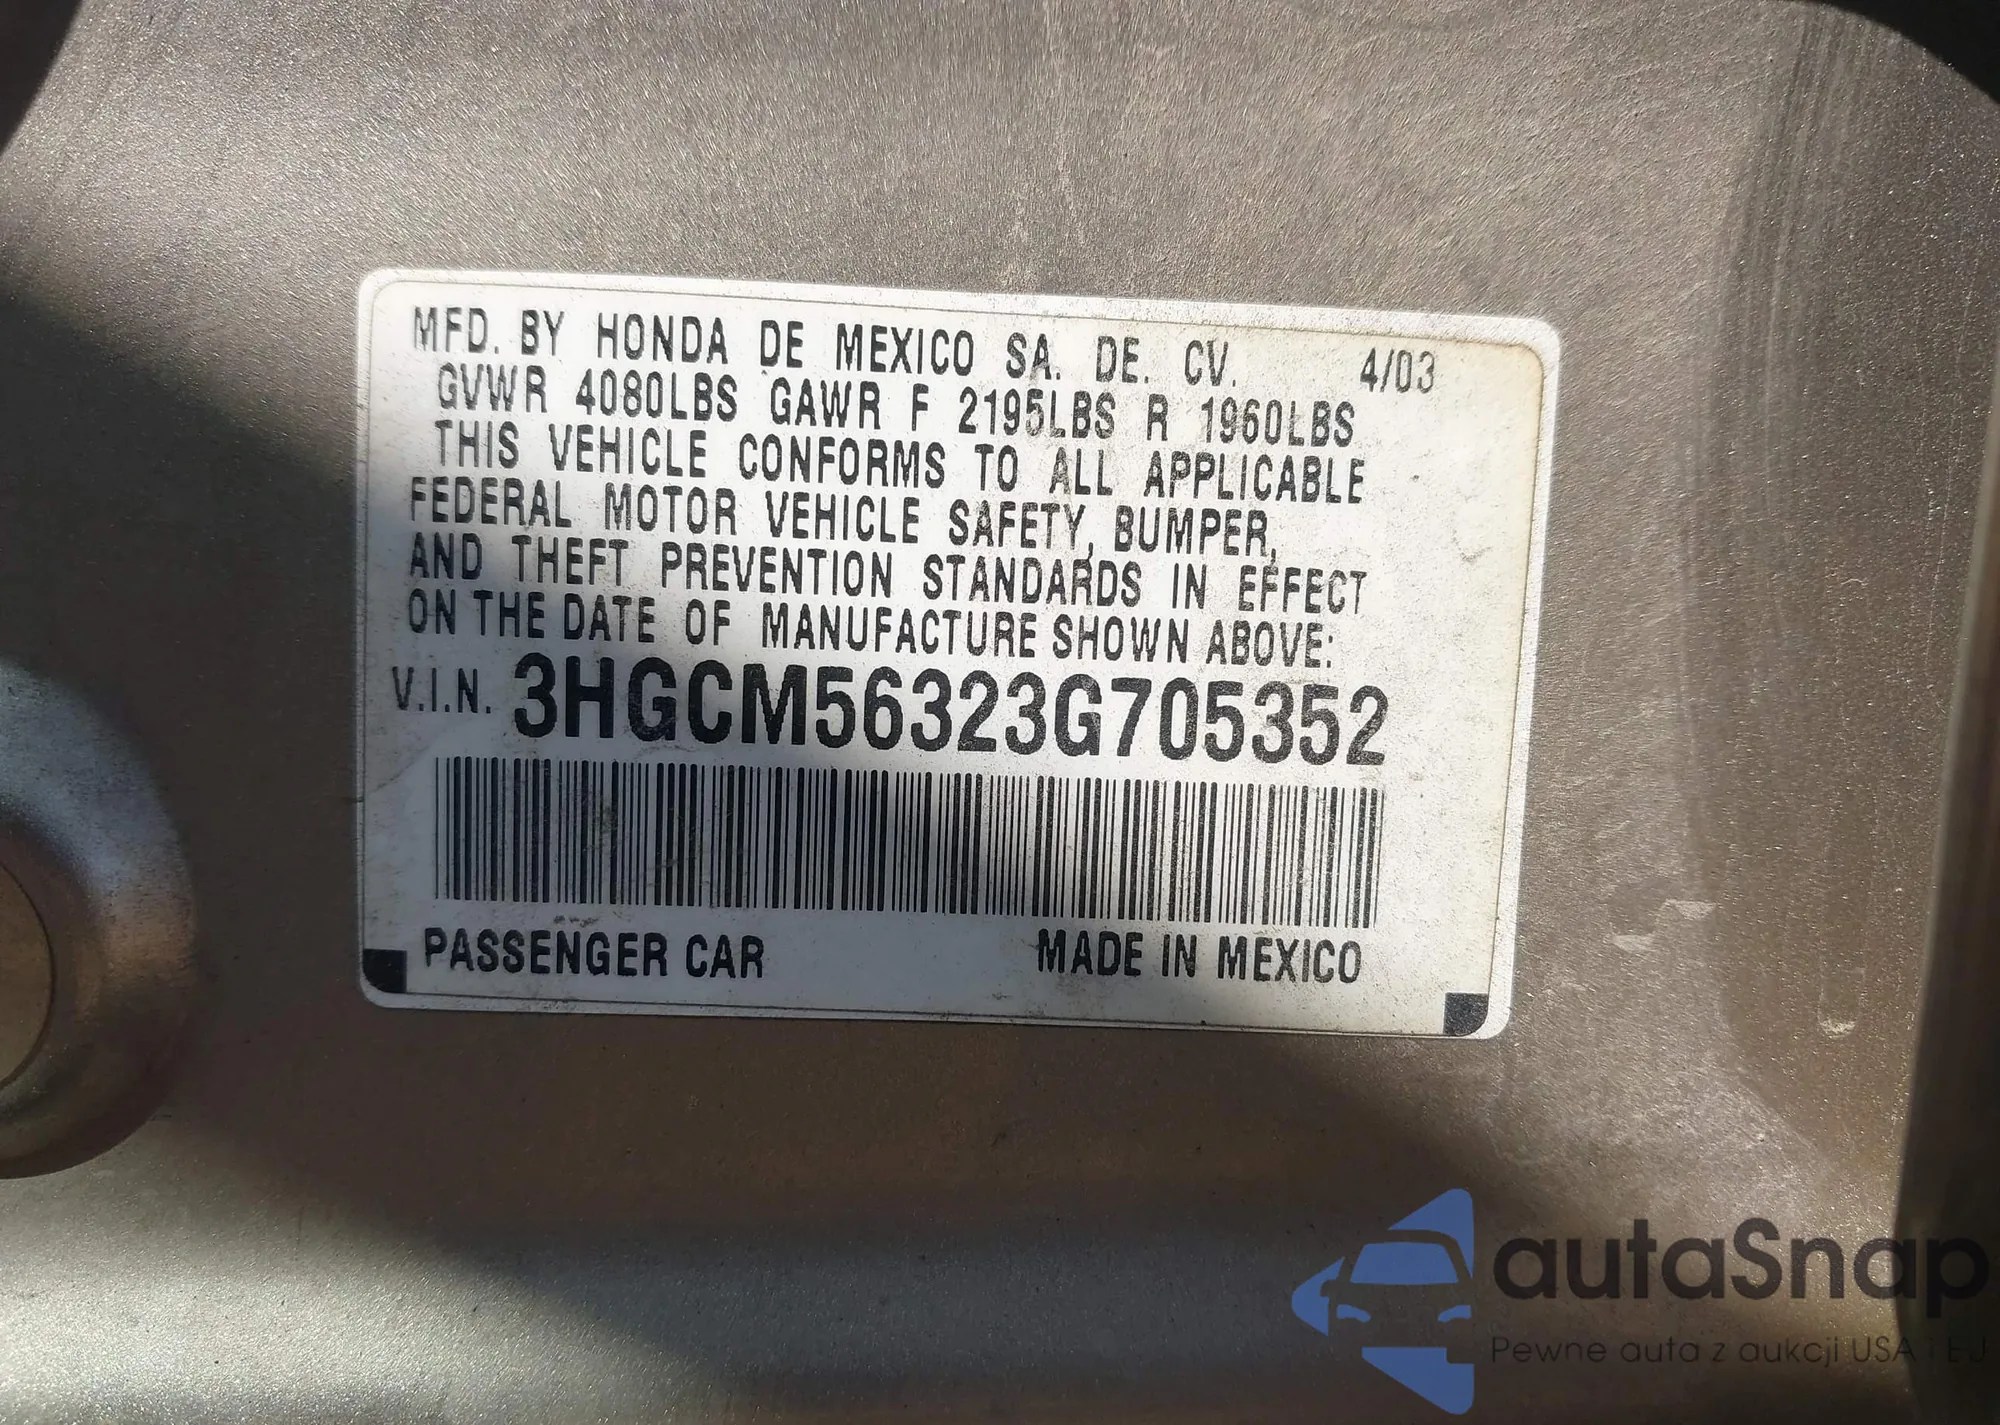 MFD. BY HONDA DE MEXICO SA. DE. CV. 4/03
GVWR 4080LBS GAWR F 2195LBS R 1960LBS
THIS VEHICLE CONFORMS TO ALL APPLICABLE
FEDERAL MOTOR VEHICLE SAFETY, BUMPER,
AND THEFT PREVENTION STANDARDS IN EFFECT
ON THE DATE OF MANUFACTURE SHOWN ABOVE:
V.I.N. 3HGCM56323G705352
PASSENGER CAR MADE IN MEXICO
autaSnap
Pewne auta z aukcji USA i EU